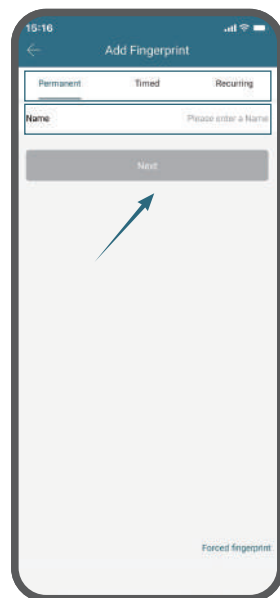 15:16
Add Fingerprint
Permanent Timed Recurring
Name Please enter a Name
Next
Forced fingerprint